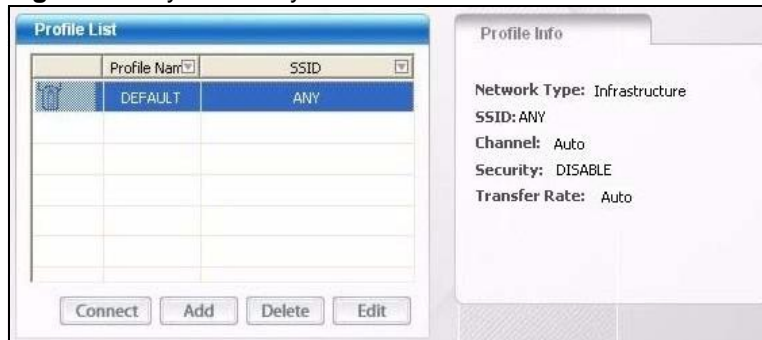 Profile List
Profile Nam SSID
DEFAULT ANY
Connect Add Delete Edit
Profile Info
Network Type: Infrastructure
SSID: ANY
Channel: Auto
Security: DISABLE
Transfer Rate: Auto